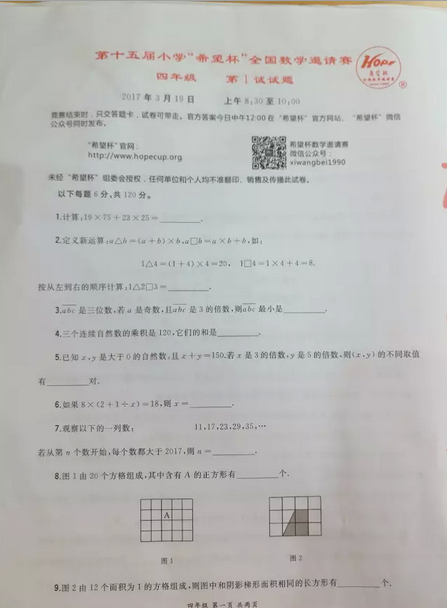 第十五届小学“希望杯”全国数学邀请赛
四年级 第1试试题
2017年3月19日 上午8:30至10:00
竞赛结束时，只交答题卡，试卷可带走。官方答案今日中午12:00在“希望杯”官方网站、“希望杯”微信
公众号同时发布。
“希望杯”官网：
http://www.hopecup.org
希望杯数学邀请赛
微信公众号：
xiwangbei1990
HOPE
希望杯
®
未经“希望杯”组委会授权，任何单位和个人均不准翻印、销售及传播此试卷。
以下每题6分，共120分。
1.计算：19×75+23×25=________.
2.定义新运算：a△b=(a+b)×b，a□b=a×b+b，如：
1△4=(1+4)×4=20， 1□4=1×4+4=8，
按从左到右的顺序计算：1△2□3=________.
3.abc是三位数，若a是奇数，且abc是3的倍数，则abc最小是________.
4.三个连续自然数的乘积是120，它们的和是________.
5.已知x，y是大于0的自然数，且x+y=150.若x是3的倍数，y是5的倍数，则(x，y)的不同取值
有________对.
6.如果8×(2+1÷x)=18，则x=________.
7.观察以下的一列数： 11，17，23，29，35，…
若从第n个数开始，每个数都大于2017，则n=________.
8.图1由20个方格组成，其中含有A的正方形有________个.
A
图1 图2
9.图2由12个面积为1的方格组成，则图中和阴影梯形面积相同的长方形有________个.
四年级 第一页 共两页